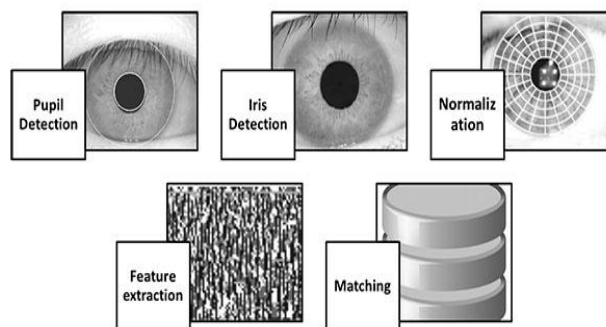 Pupil
Detection
Iris
Detection
Normaliz
ation
Feature
extraction
Matching